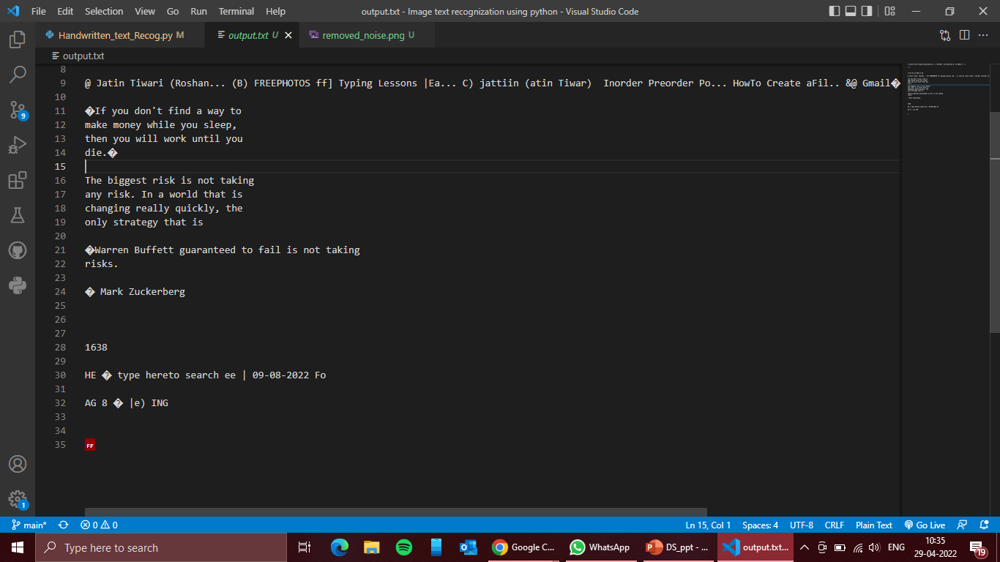 File Edit Selection View Go Run Terminal Help
output.txt - Image text recognization using python - Visual Studio Code
Handwritten_text_Recog.py M
output.txt U
removed_noise.png U
output.txt
8
9 @ Jatin Tiwari (Roshan... (B) FREEPHOTOS ff] Typing Lessons |Ea... C) jattiin (atin Tiwar)  Inorder Preorder Po... HowTo Create aFil.. &@ Gmail�
10
11 �If you don't find a way to
12 make money while you sleep,
13 then you will work until you
14 die.�
15
16 The biggest risk is not taking
17 any risk. In a world that is
18 changing really quickly, the
19 only strategy that is
20
21 �Warren Buffett guaranteed to fail is not taking
22 risks.
23
24 � Mark Zuckerberg
25
26
27
28 1638
29
30 HE � type hereto search ee | 09-08-2022 Fo
31
32 AG 8 � |e) ING
33
34
35 FF
9
1
main* 0 0 Ln 15, Col 1 Spaces: 4 UTF-8 CRLF Plain Text Go Live
Type here to search
Google C...
WhatsApp
DS_ppt - ...
output.txt...
ENG
10:35
29-04-2022
19